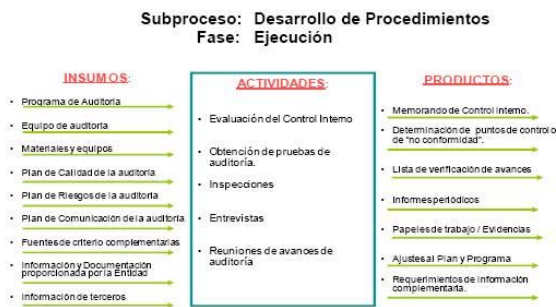 Subproceso: Desarrollo de Procedimientos
Fase: Ejecución
INSUMOS:
• Programa de Auditoria
• Equipo de auditoria
• Materiales y equipos
• Plan de Calidad de la auditoria
• Plan de Riesgos de la auditoria
• Plan de Comunicación de la auditoria
• Fuentes de criterio complementarias
• Información y Documentación
proporcionada por la Entidad
• Información de terceros
ACTIVIDADES:
• Evaluación del Control Interno
• Obtención de pruebas de
auditoría.
• Inspecciones
• Entrevistas
• Reuniones de avances de
auditoría
PRODUCTOS:
• Memorando de Control Interno.
• Determinación de puntos de control o
de "no conformidad".
• Lista de verificación de avances
• Informes periódicos
• Papeles de trabajo / Evidencias
• Ajustes al Plan y Programa
• Requerimientos de información
complementaria.